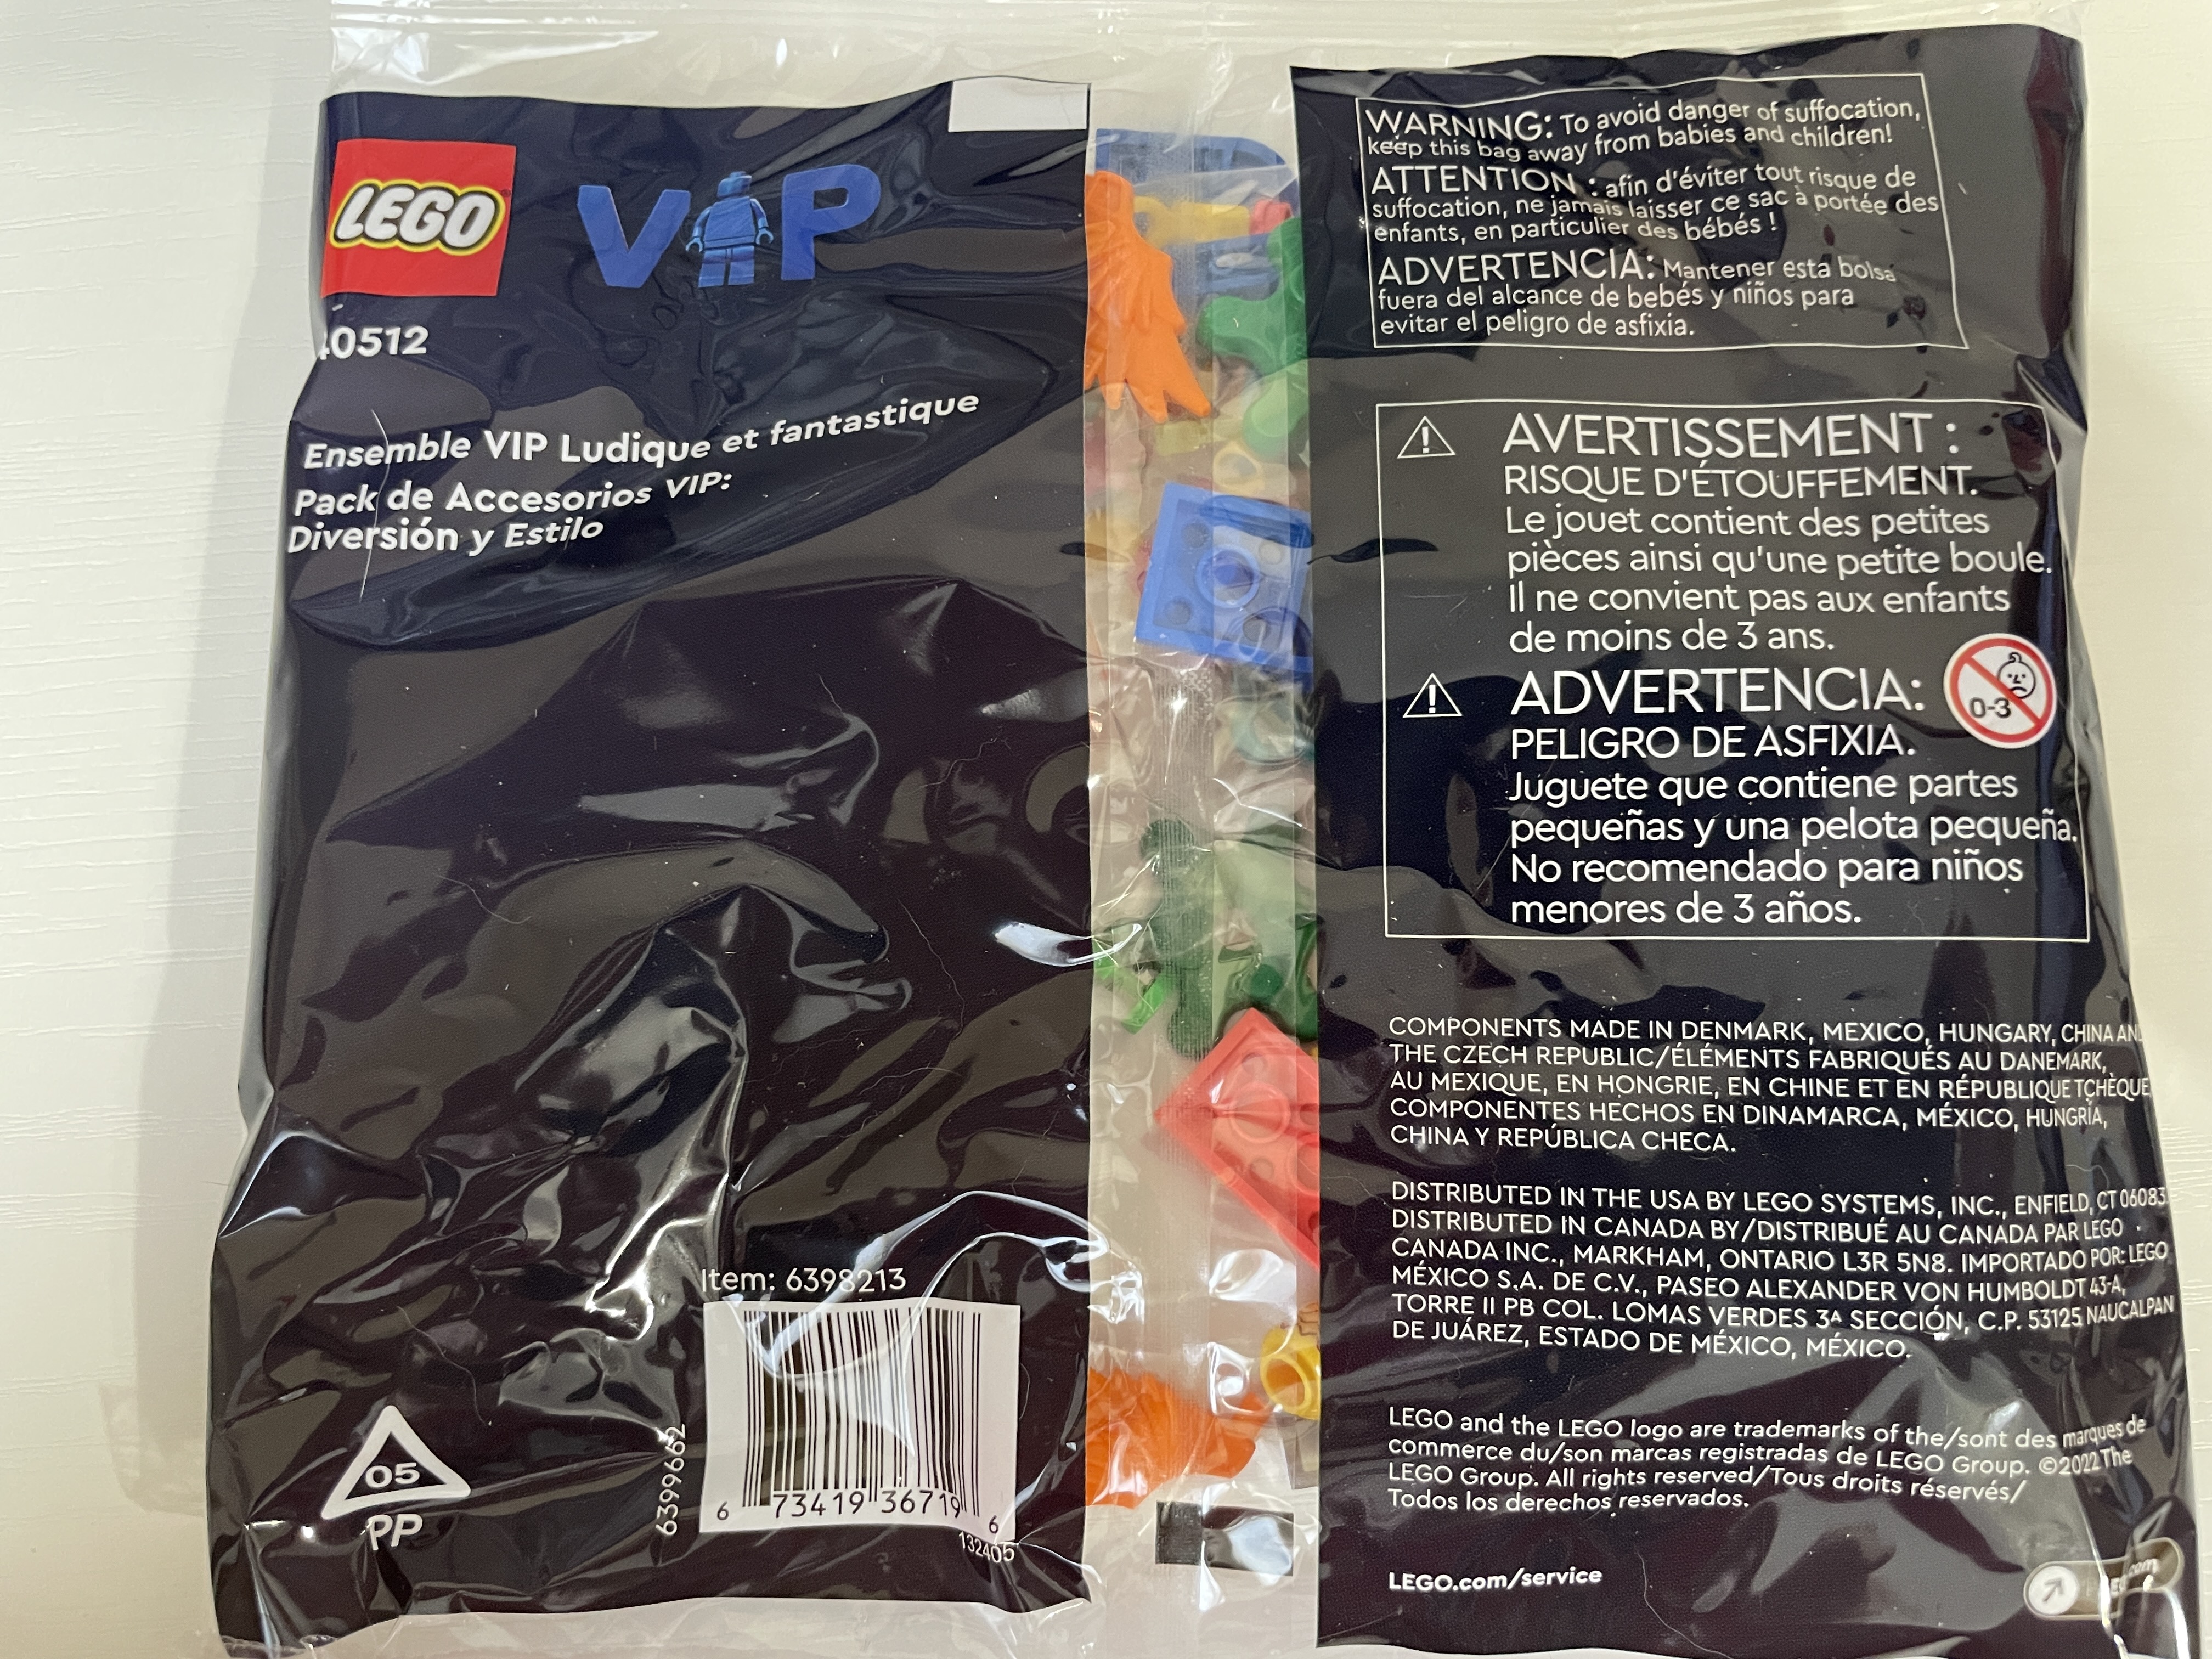 LEGO
VIP
0512
Ensemble VIP Ludique et fantastique
Pack de Accesorios VIP:
Diversión y Estilo
Item: 6398213
6399662
6 73419 36719 6
132405
05
PP
WARNING: To avoid danger of suffocation,
keep this bag away from babies and children!
ATTENTION : afin d'éviter tout risque de
suffocation, ne jamais laisser ce sac à portée des
enfants, en particulier des bébés !
ADVERTENCIA: Mantener esta bolsa
fuera del alcance de bebés y niños para
evitar el peligro de asfixia.
AVERTISSEMENT :
RISQUE D'ÉTOUFFEMENT.
Le jouet contient des petites
pièces ainsi qu'une petite boule.
Il ne convient pas aux enfants
de moins de 3 ans.
ADVERTENCIA:
0-3
PELIGRO DE ASFIXIA.
Juguete que contiene partes
pequeñas y una pelota pequeña.
No recomendado para niños
menores de 3 años.
COMPONENTS MADE IN DENMARK, MEXICO, HUNGARY, CHINA AND
THE CZECH REPUBLIC/ÉLÉMENTS FABRIQUÉS AU DANEMARK,
AU MEXIQUE, EN HONGRIE, EN CHINE ET EN RÉPUBLIQUE TCHÈQUE
COMPONENTES HECHOS EN DINAMARCA, MÉXICO, HUNGRÍA,
CHINA Y REPÚBLICA CHECA.
DISTRIBUTED IN THE USA BY LEGO SYSTEMS, INC., ENFIELD, CT 06083
DISTRIBUTED IN CANADA BY/DISTRIBUÉ AU CANADA PAR LEGO
CANADA INC., MARKHAM, ONTARIO L3R 5N8. IMPORTADO POR: LEGO
MÉXICO S.A. DE C.V., PASEO ALEXANDER VON HUMBOLDT 43-A,
TORRE II PB COL. LOMAS VERDES 3ᴬ SECCIÓN, C.P. 53125 NAUCALPAN
DE JUÁREZ, ESTADO DE MÉXICO, MÉXICO.
LEGO and the LEGO logo are trademarks of the/sont des marques de
commerce du/son marcas registradas de LEGO Group. ©2022 The
LEGO Group. All rights reserved/Tous droits réservés/
Todos los derechos reservados.
LEGO.com/service